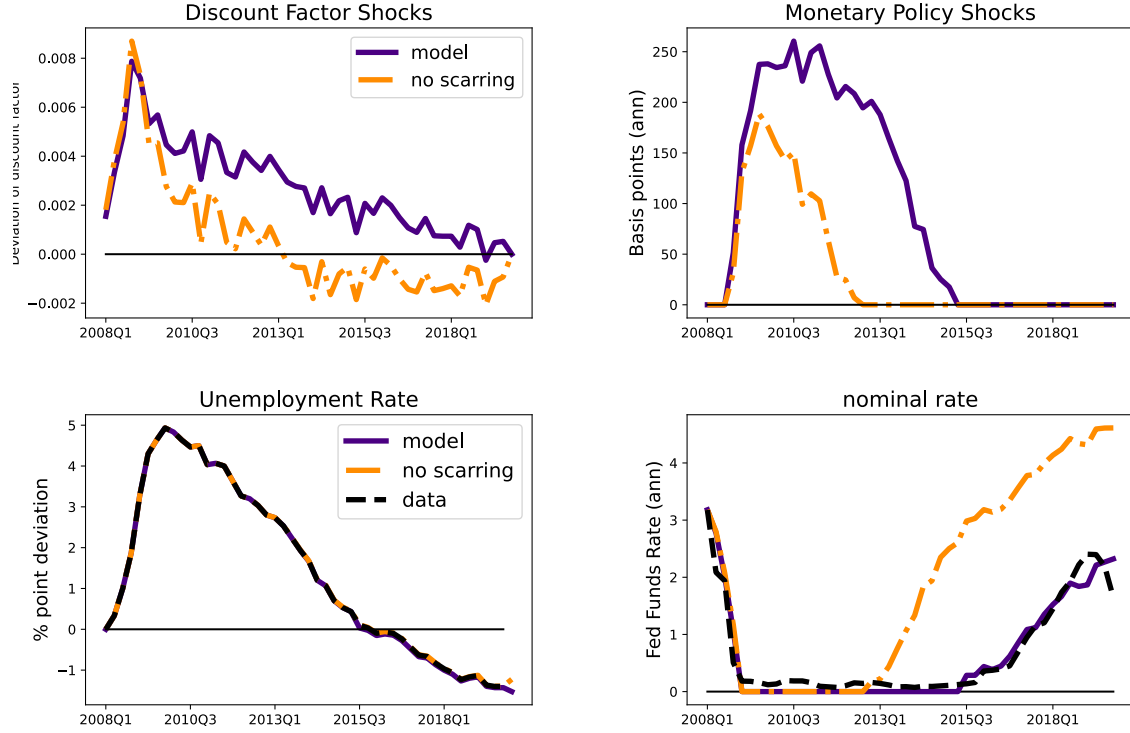 Discount Factor Shocks
Deviation of discount factor
0.008
0.006
0.004
0.002
0.000
−0.002
model
no scarring
2008Q1 2010Q3 2013Q1 2015Q3 2018Q1
Monetary Policy Shocks
Basis points (ann)
250
200
150
100
50
0
2008Q1 2010Q3 2013Q1 2015Q3 2018Q1
Unemployment Rate
% point deviation
5
4
3
2
1
0
−1
model
no scarring
data
2008Q1 2010Q3 2013Q1 2015Q3 2018Q1
nominal rate
Fed Funds Rate (ann)
4
3
2
1
0
2008Q1 2010Q3 2013Q1 2015Q3 2018Q1